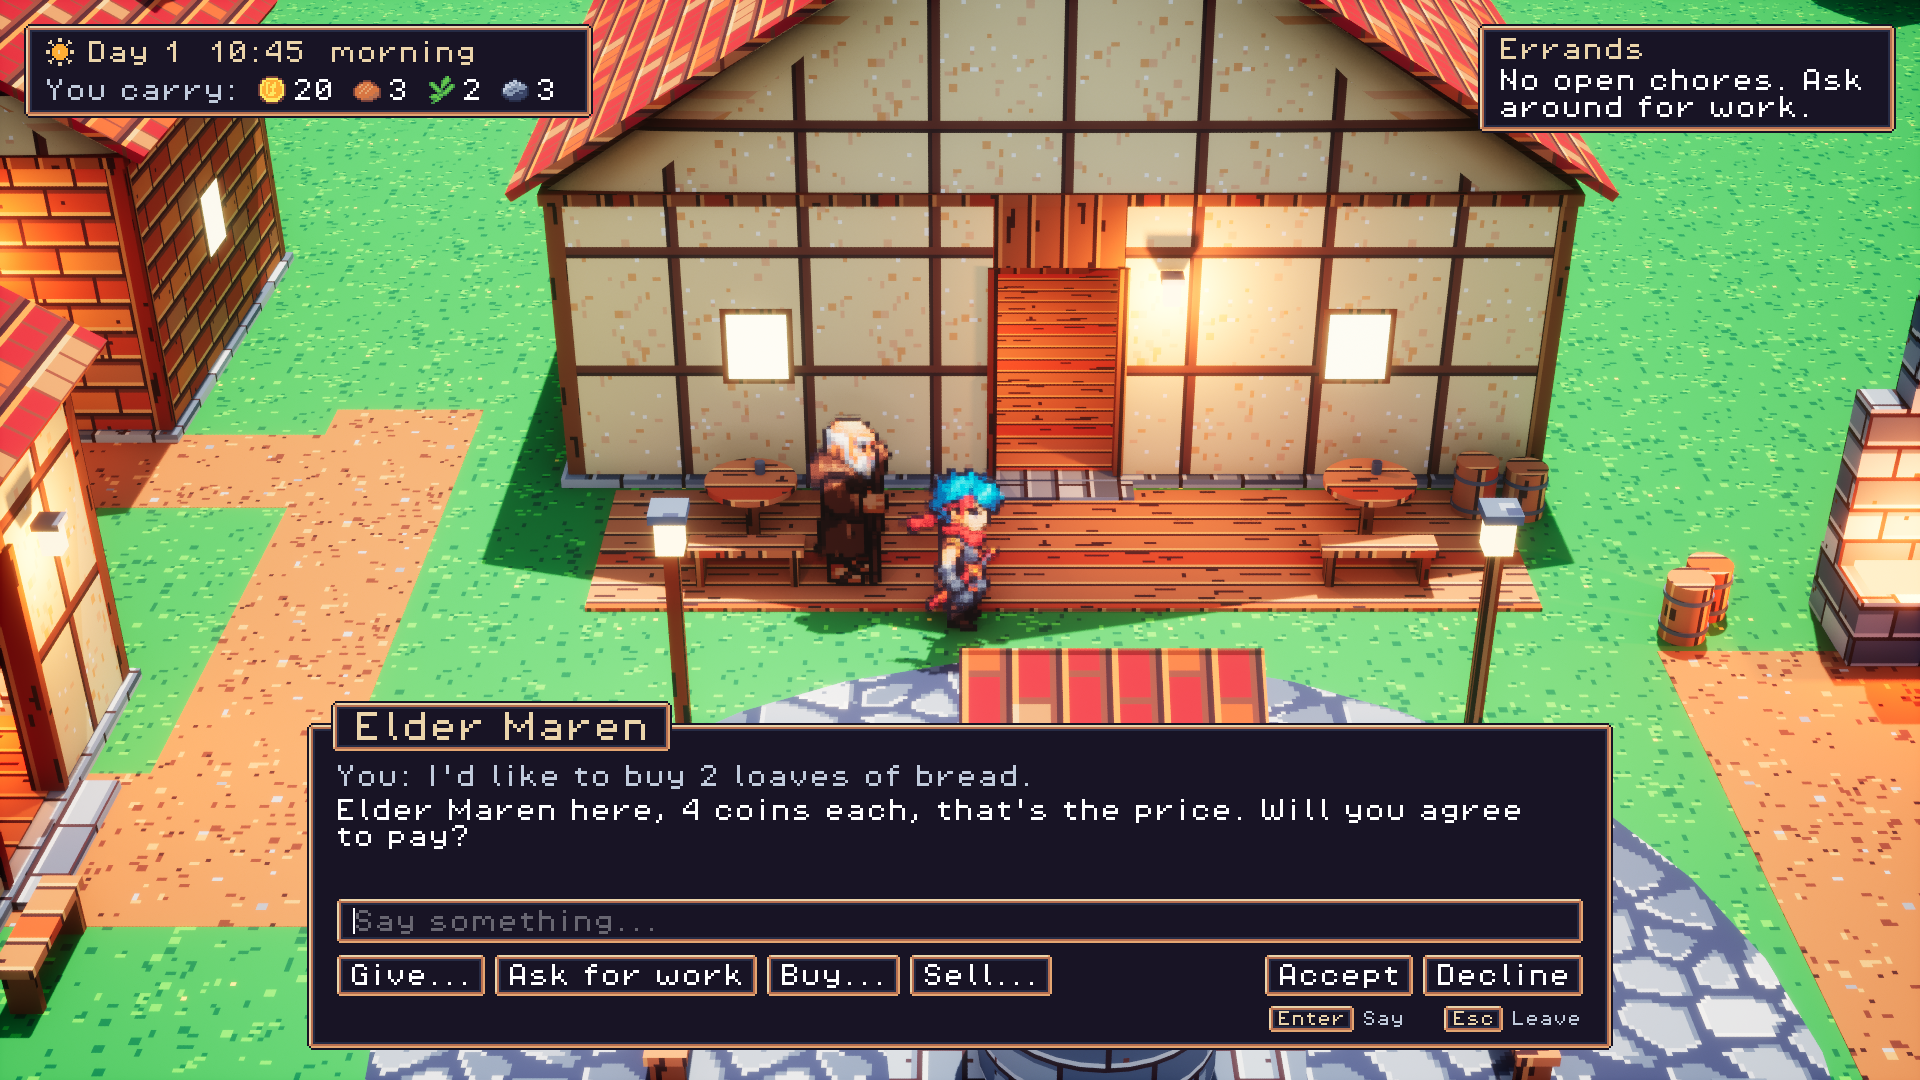 Day 1 10:45 morning
You carry: 20 3 2 3
Errands
No open chores. Ask
around for work.
Elder Maren
You: I'd like to buy 2 loaves of bread.
Elder Maren here, 4 coins each, that's the price. Will you agree
to pay?
Say something...
Give... Ask for work Buy... Sell... Accept Decline
Enter Say Esc Leave